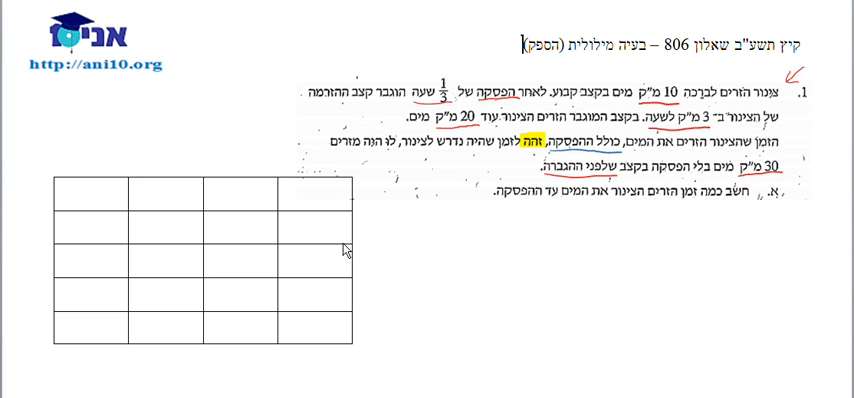 אני10
http://ani10.org
קיץ תשע"ב שאלון 806 – בעיה מילולית (הספק)
1. צינור הזרים לברכה 10 מ"ק מים בקצב קבוע. לאחר הפסקה של 1/3 שעה הוגבר קצב ההזרמה
של הצינור ב־ 3 מ"ק לשעה. בקצב המוגבר הזרים הצינור עוד 20 מ"ק מים.
הזמן שהצינור הזרים את המים, כולל ההפסקה, זהה לזמן שהיה נדרש לצינור, לו היה מזרים
30 מ"ק מים בלי הפסקה בקצב שלפני ההגברה.
א. חשב כמה זמן הזרים הצינור את המים עד ההפסקה.